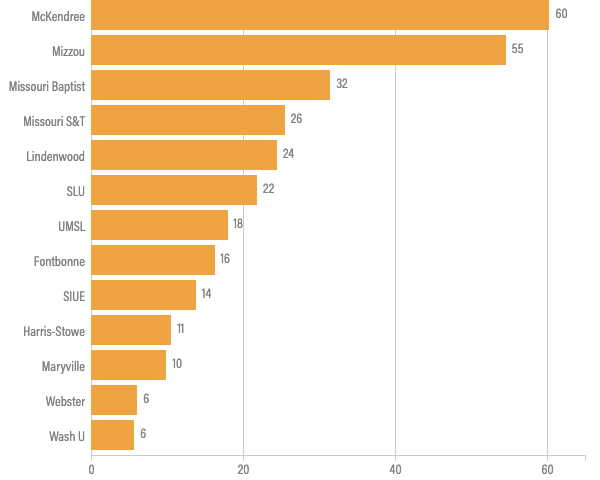 McKendree 60
Mizzou 55
Missouri Baptist 32
Missouri S&T 26
Lindenwood 24
SLU 22
UMSL 18
Fontbonne 16
SIUE 14
Harris-Stowe 11
Maryville 10
Webster 6
Wash U 6
0 20 40 60